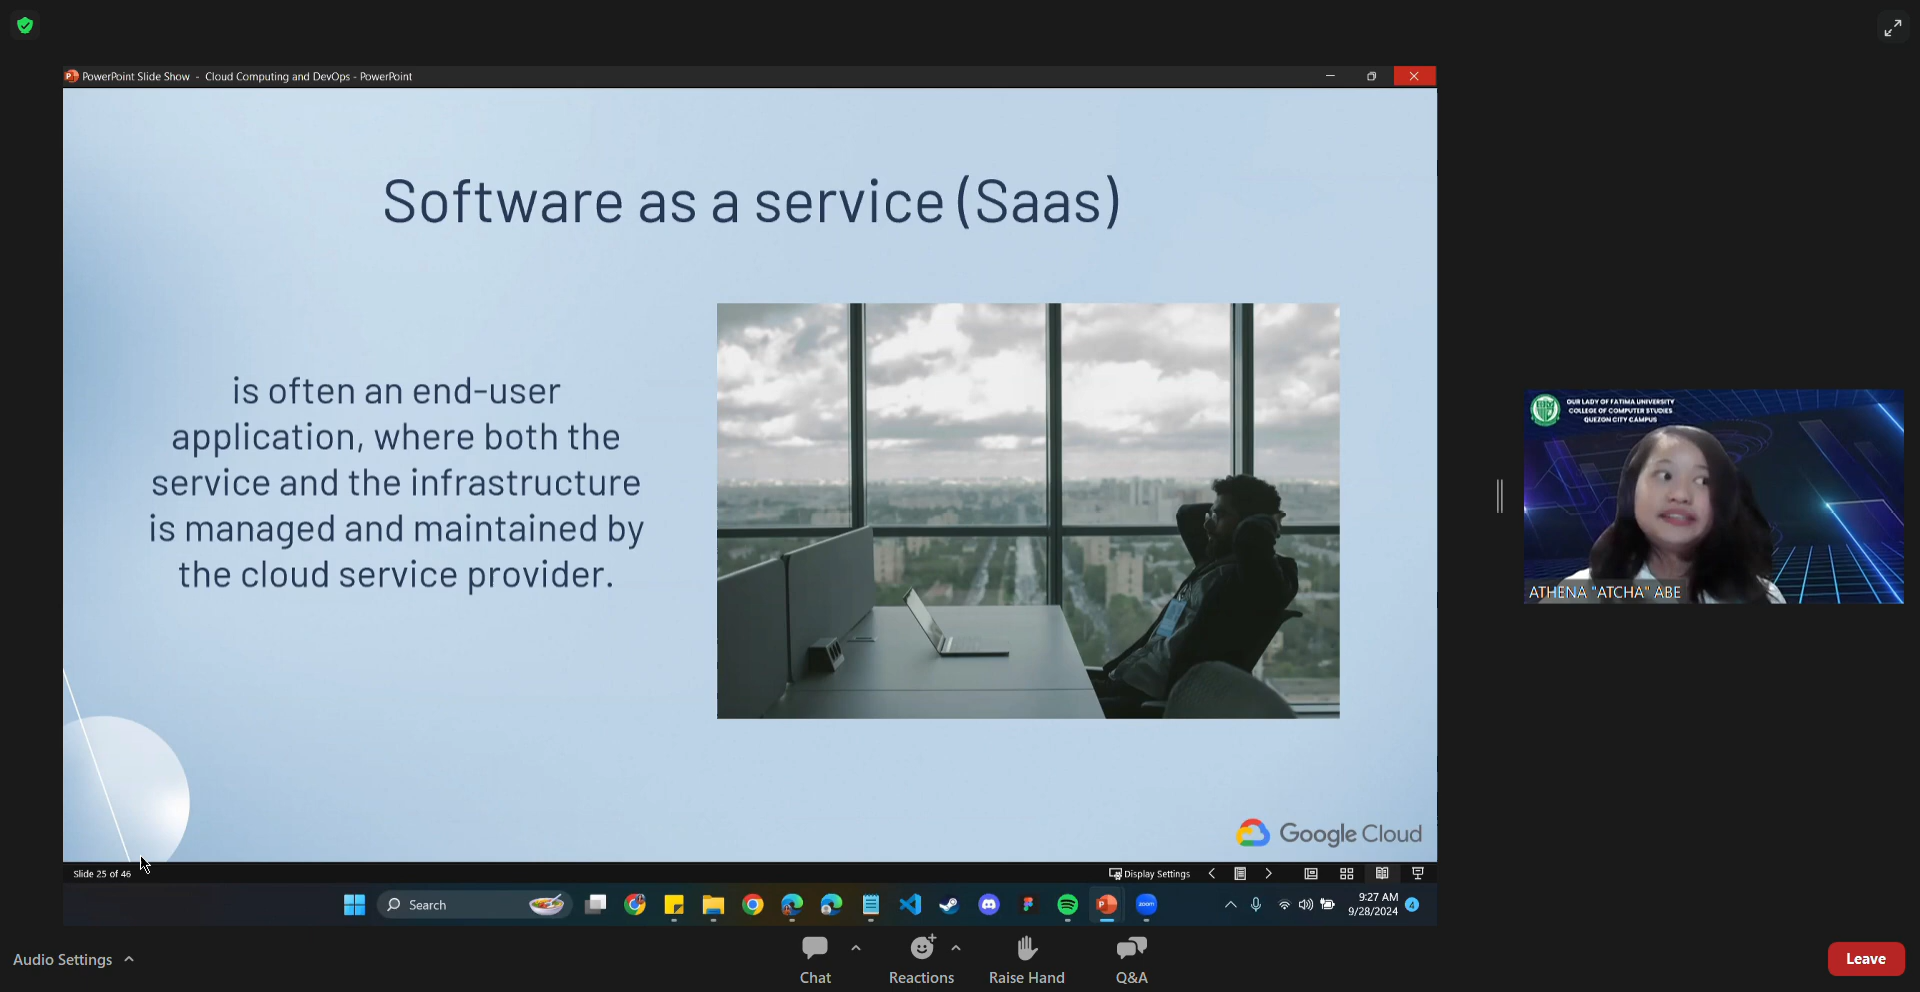 PowerPoint Slide Show - Cloud Computing and DevOps - PowerPoint
Software as a service (Saas)
is often an end-user
application, where both the
service and the infrastructure
is managed and maintained by
the cloud service provider.
Google Cloud
OUR LADY OF FATIMA UNIVERSITY
COLLEGE OF COMPUTER STUDIES
QUEZON CITY CAMPUS
ATHENA "ATCHA" ABE
Slide 25 of 46
Display Settings
Search
zoom
9:27 AM
9/28/2024
4
Audio Settings
Chat
Reactions
Raise Hand
Q&A
Leave